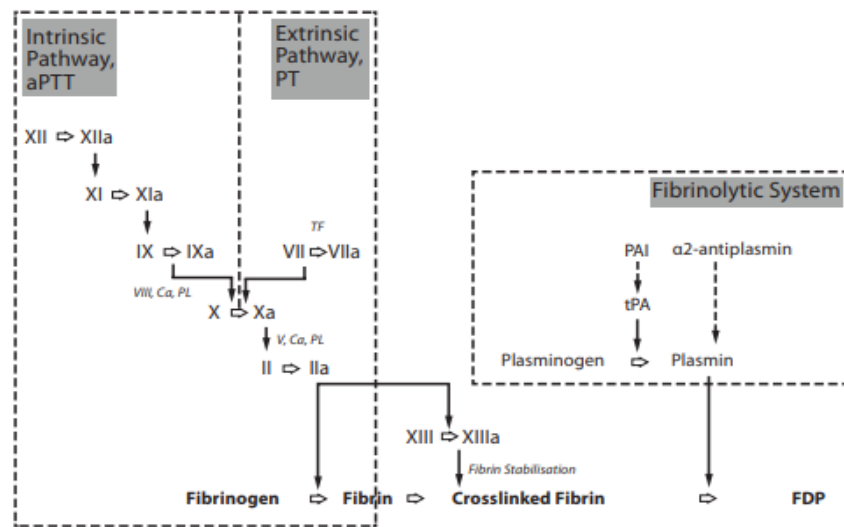 Intrinsic
Pathway,
aPTT
Extrinsic
Pathway,
PT
XII ⇨ XIIa
XI ⇨ XIa
TF
IX ⇨ IXa
VII ⇨ VIIa
VIII, Ca, PL
X ⇨ Xa
V, Ca, PL
II ⇨ IIa
Fibrinolytic System
PAI
α2-antiplasmin
tPA
Plasminogen ⇨ Plasmin
XIII ⇨ XIIIa
Fibrin Stabilisation
Fibrinogen ⇨ Fibrin ⇨ Crosslinked Fibrin ⇨ FDP